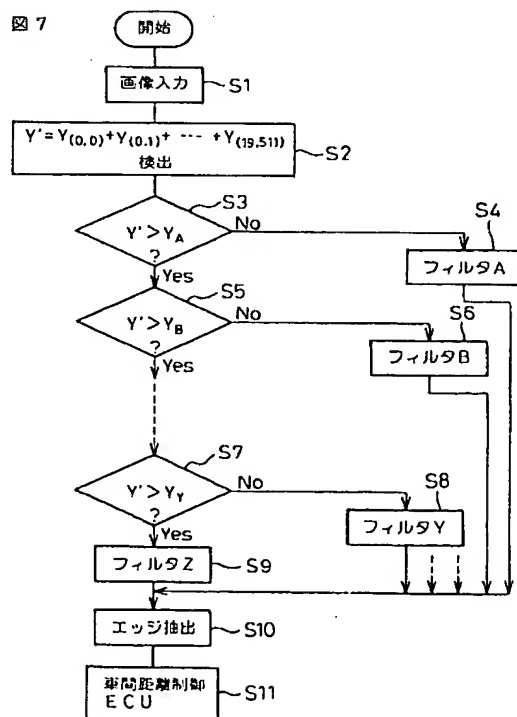 図 7
開始
画像入力
S1
Y'=Y(0,0)+Y(0,1)+ ---- +Y(19,511)
検出
S2
S3
Y'>YA
?
No
Yes
S4
フィルタA
S5
Y'>YB
?
No
Yes
S6
フィルタB
S7
Y'>YY
?
No
Yes
S8
フィルタY
フィルタZ
S9
エッジ抽出
S10
車間距離制御
ECU
S11